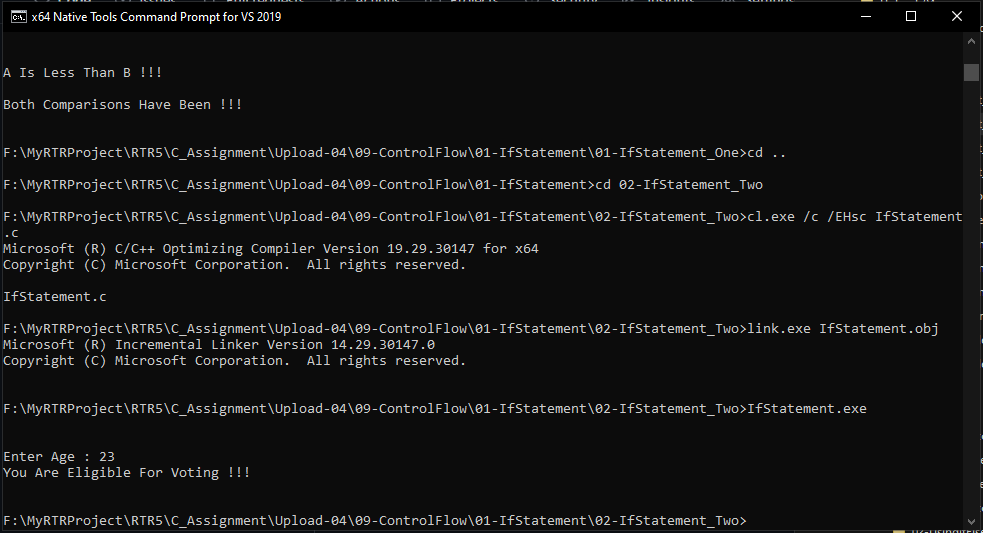 x64 Native Tools Command Prompt for VS 2019
A Is Less Than B !!!
Both Comparisons Have Been !!!
F:\MyRTRProject\RTR5\C_Assignment\Upload-04\09-ControlFlow\01-IfStatement\01-IfStatement_One>cd ..
F:\MyRTRProject\RTR5\C_Assignment\Upload-04\09-ControlFlow\01-IfStatement>cd 02-IfStatement_Two
F:\MyRTRProject\RTR5\C_Assignment\Upload-04\09-ControlFlow\01-IfStatement\02-IfStatement_Two>cl.exe /c /EHsc IfStatement
.c
Microsoft (R) C/C++ Optimizing Compiler Version 19.29.30147 for x64
Copyright (C) Microsoft Corporation.  All rights reserved.
IfStatement.c
F:\MyRTRProject\RTR5\C_Assignment\Upload-04\09-ControlFlow\01-IfStatement\02-IfStatement_Two>link.exe IfStatement.obj
Microsoft (R) Incremental Linker Version 14.29.30147.0
Copyright (C) Microsoft Corporation.  All rights reserved.
F:\MyRTRProject\RTR5\C_Assignment\Upload-04\09-ControlFlow\01-IfStatement\02-IfStatement_Two>IfStatement.exe
Enter Age : 23
You Are Eligible For Voting !!!
F:\MyRTRProject\RTR5\C_Assignment\Upload-04\09-ControlFlow\01-IfStatement\02-IfStatement_Two>